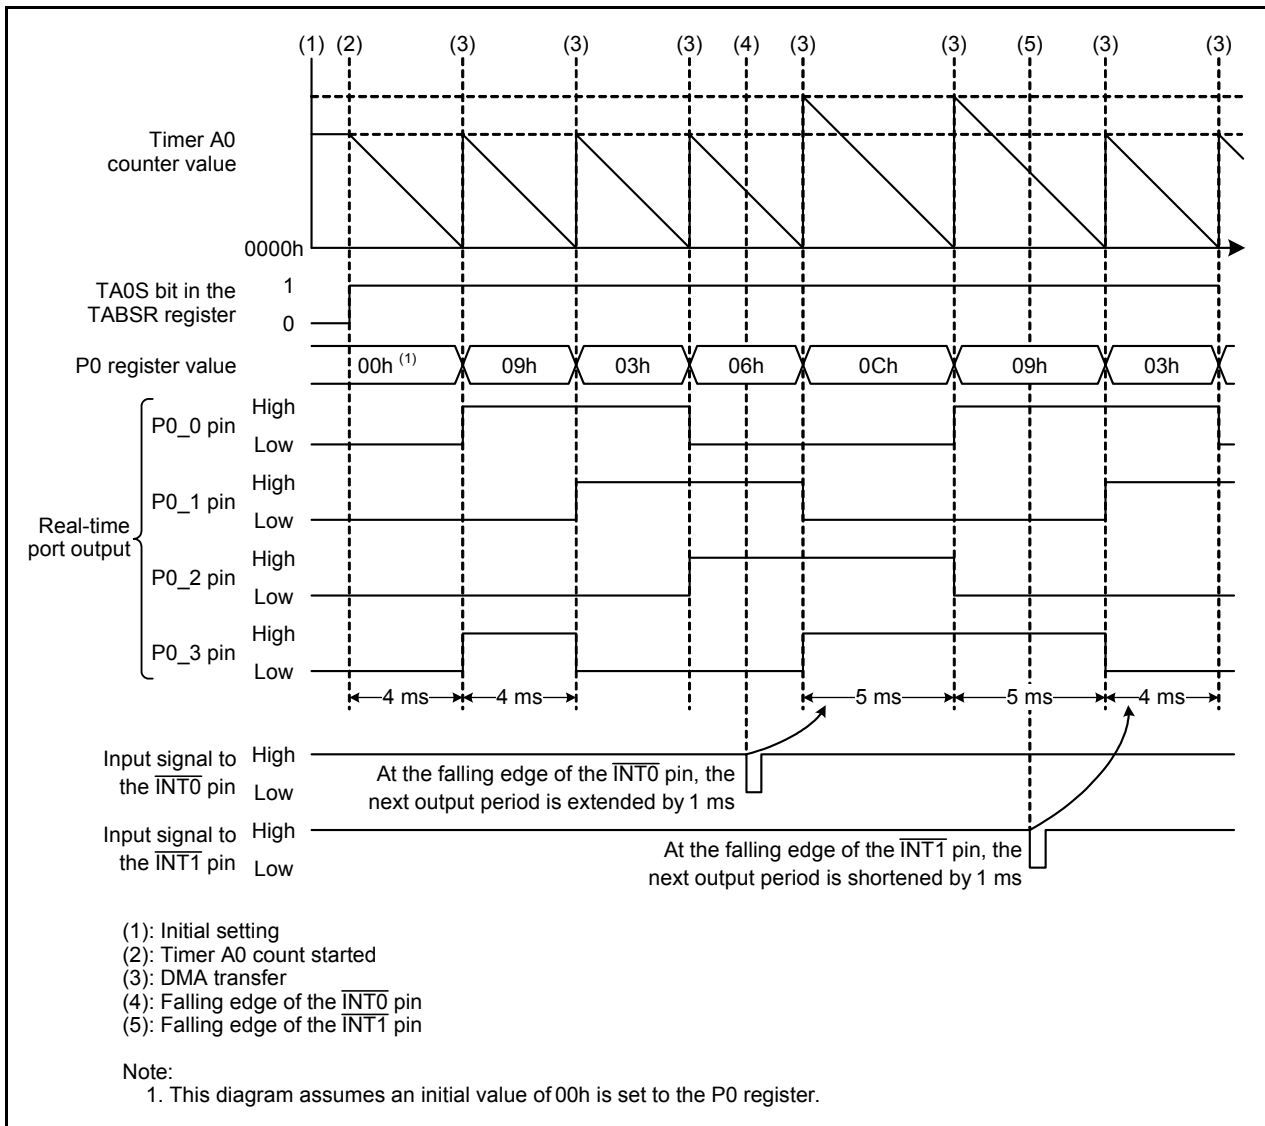 (1) (2) (3) (3) (3) (4) (3) (3) (5) (3) (3)
Timer A0
counter value
0000h
TA0S bit in the
TABSR register
1
0
P0 register value
00h (1) 09h 03h 06h 0Ch 09h 03h
Real-time
port output
P0_0 pin
High
Low
P0_1 pin
High
Low
P0_2 pin
High
Low
P0_3 pin
High
Low
4 ms 4 ms 5 ms 5 ms 4 ms
Input signal to
the INT0 pin
High
Low
At the falling edge of the INT0 pin, the
next output period is extended by 1 ms
Input signal to
the INT1 pin
High
Low
At the falling edge of the INT1 pin, the
next output period is shortened by 1 ms
(1): Initial setting
(2): Timer A0 count started
(3): DMA transfer
(4): Falling edge of the INT0 pin
(5): Falling edge of the INT1 pin
Note:
1. This diagram assumes an initial value of 00h is set to the P0 register.